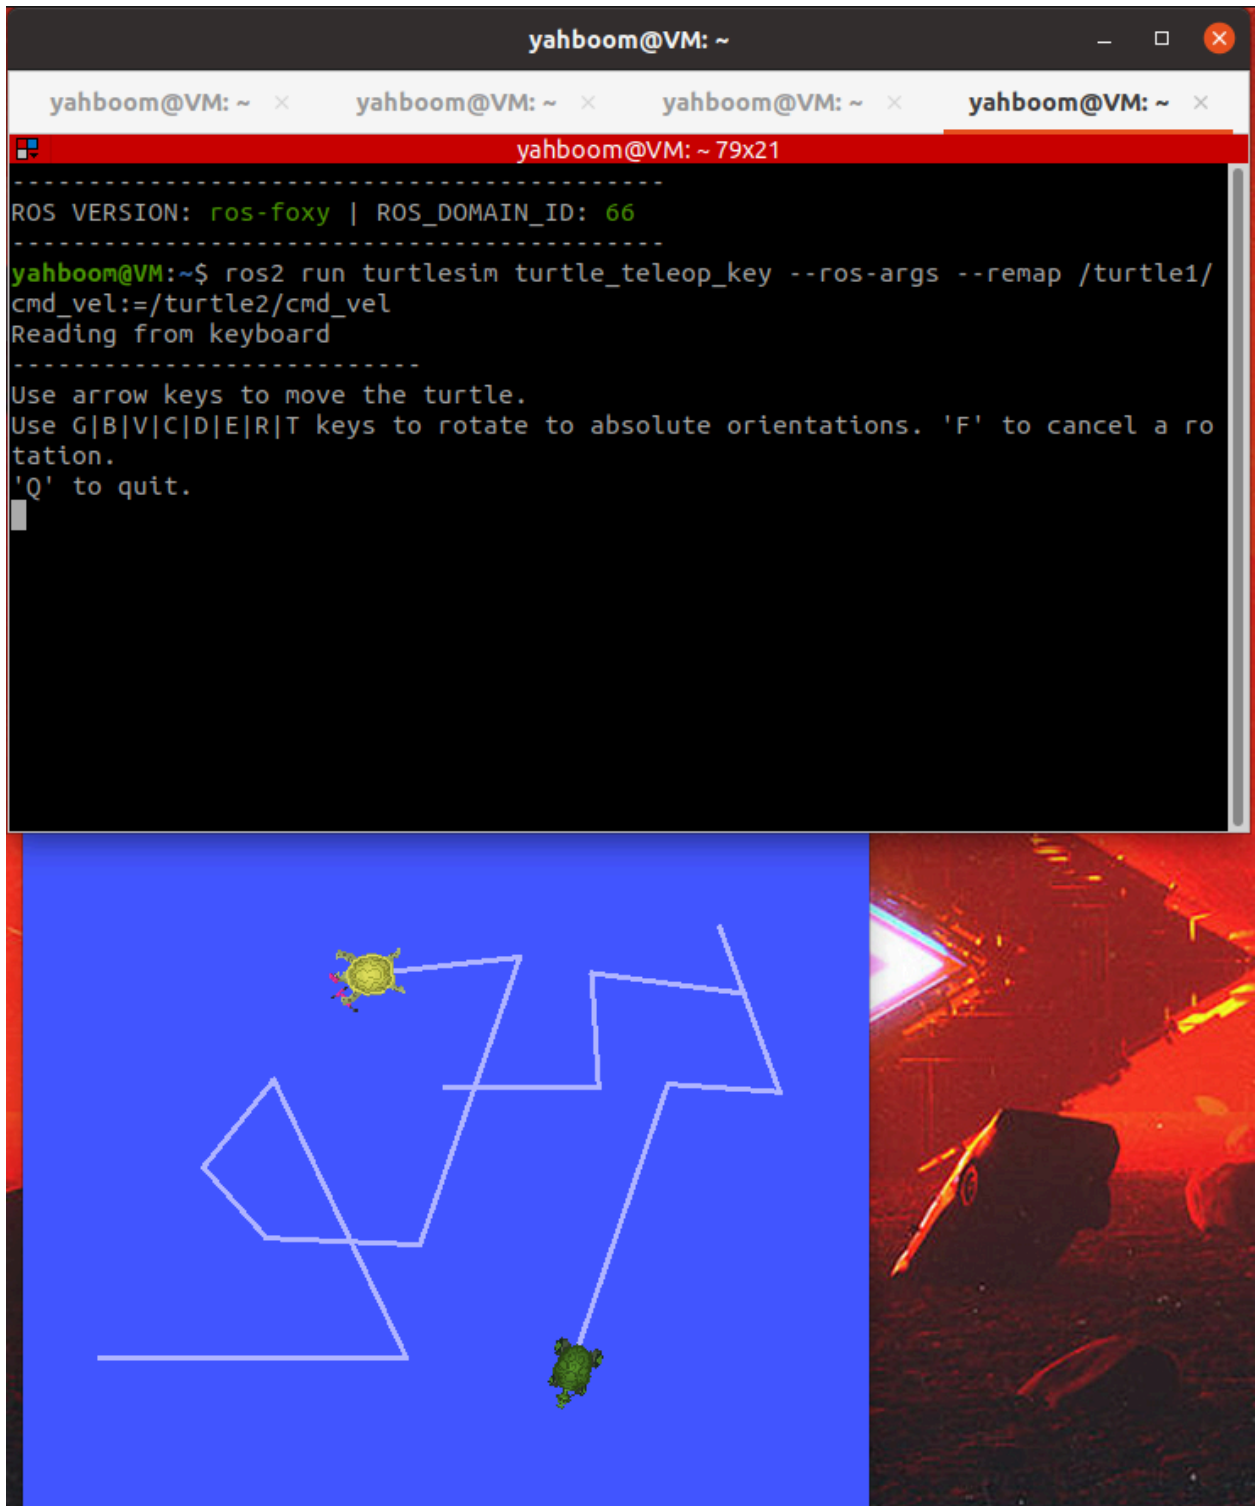 yahboom@VM: ~
yahboom@VM: ~ × yahboom@VM: ~ × yahboom@VM: ~ × yahboom@VM: ~ ×
yahboom@VM: ~ 79x21
-------------------------------------------
ROS VERSION: ros-foxy | ROS_DOMAIN_ID: 66
-------------------------------------------
yahboom@VM:~$ ros2 run turtlesim turtle_teleop_key --ros-args --remap /turtle1/
cmd_vel:=/turtle2/cmd_vel
Reading from keyboard
---------------------------
Use arrow keys to move the turtle.
Use G|B|V|C|D|E|R|T keys to rotate to absolute orientations. 'F' to cancel a ro
tation.
'Q' to quit.